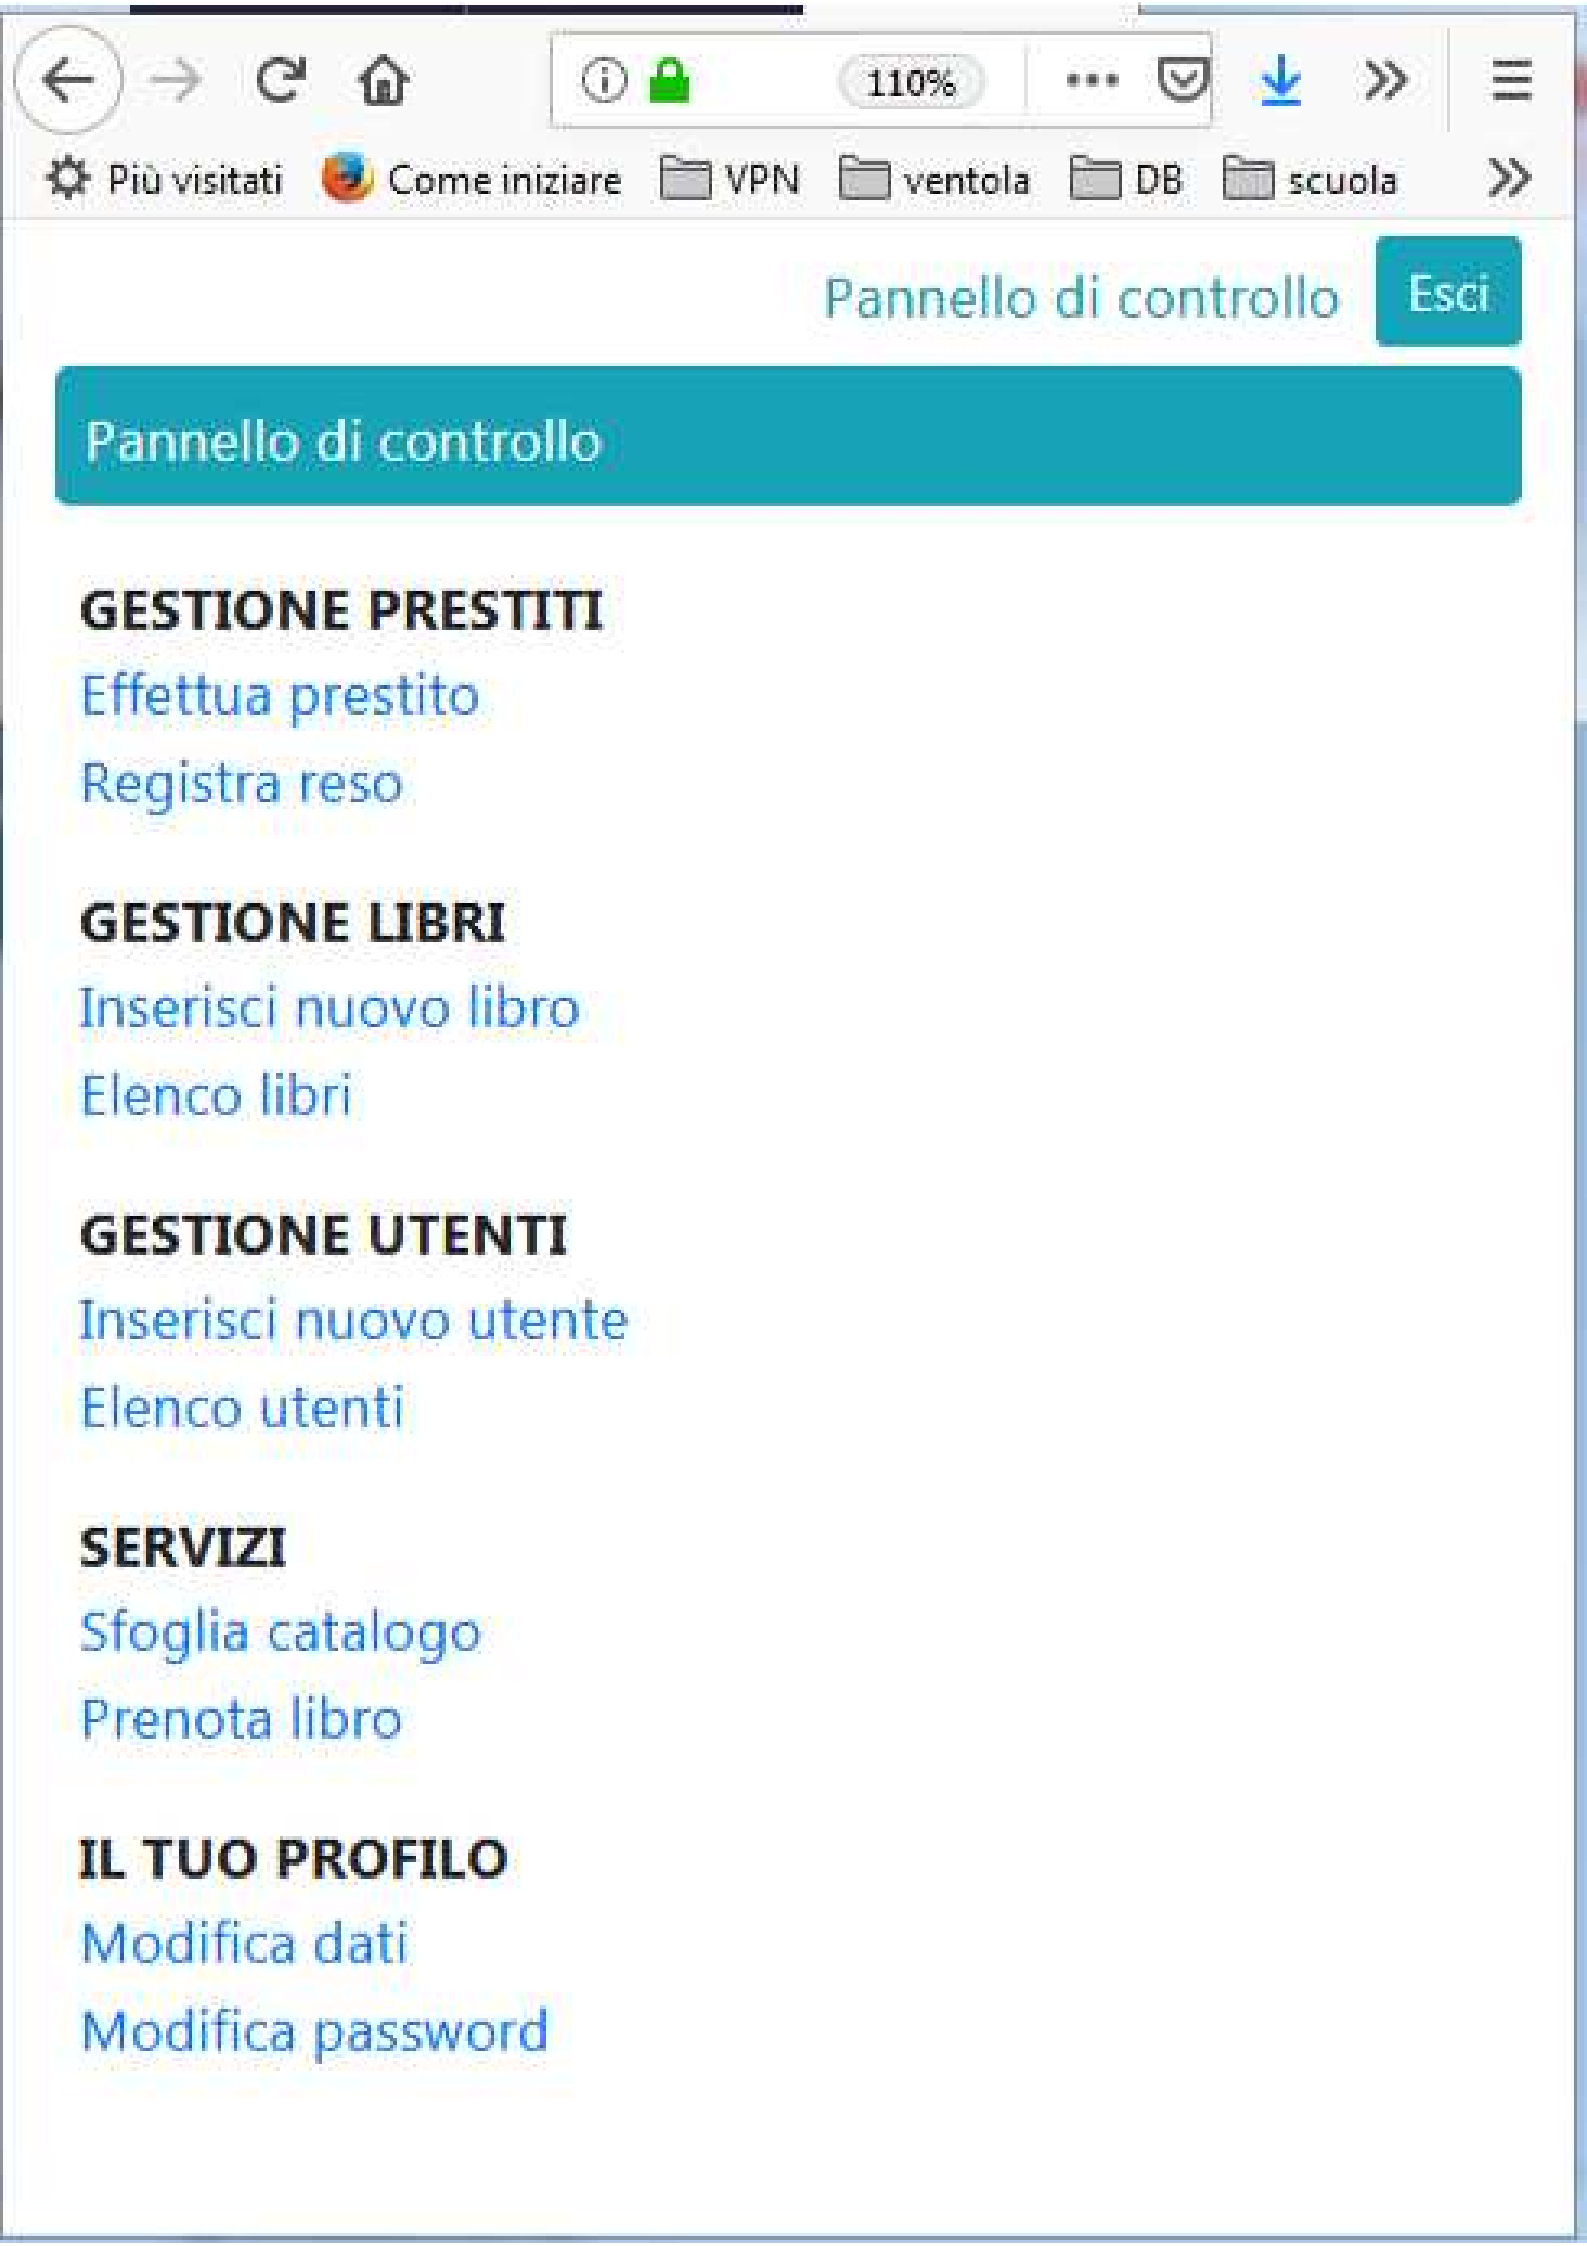 110%
Più visitati Come iniziare VPN ventola DB scuola
Pannello di controllo Esci
Pannello di controllo
GESTIONE PRESTITI
Effettua prestito
Registra reso
GESTIONE LIBRI
Inserisci nuovo libro
Elenco libri
GESTIONE UTENTI
Inserisci nuovo utente
Elenco utenti
SERVIZI
Sfoglia catalogo
Prenota libro
IL TUO PROFILO
Modifica dati
Modifica password